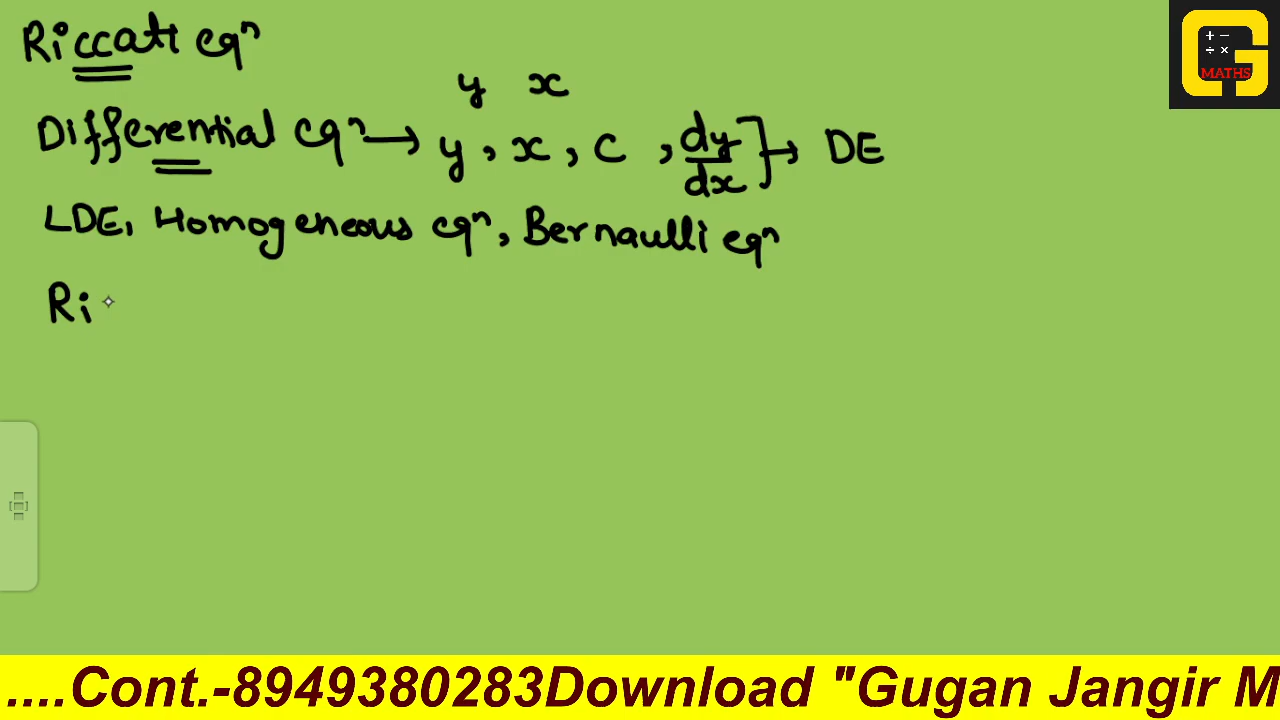 Riccati eqⁿ
y x
Differential eqⁿ → y, x, C, dy/dx ] → DE
LDE, Homogeneous eqⁿ, Bernaulli eqⁿ
Ri
+ −
÷ ×
MATHS
....Cont.-8949380283Download "Gugan Jangir M